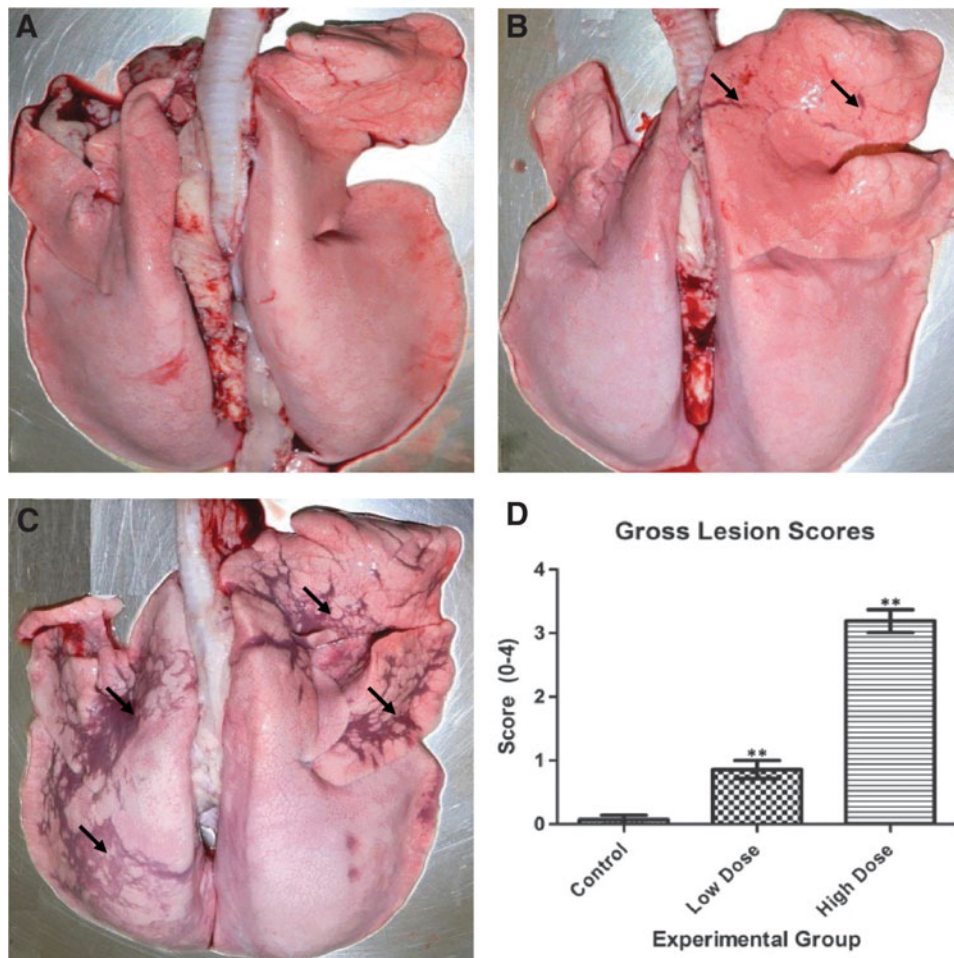 A
B
C
D
Gross Lesion Scores
Score (0-4)
4
3
2
1
0
**
**
Control
Low Dose
High Dose
Experimental Group